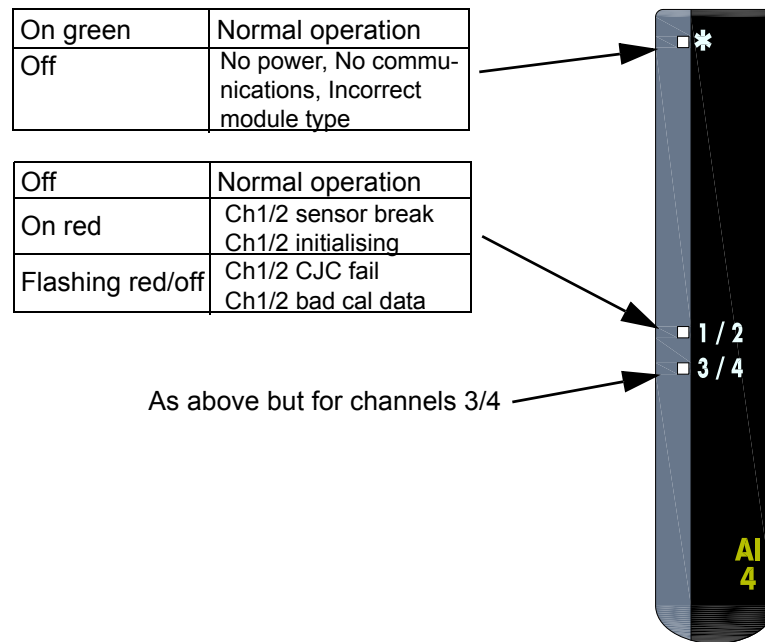 On green Normal operation
Off No power, No commu-
nications, Incorrect
module type
*
Off Normal operation
On red Ch1/2 sensor break
Ch1/2 initialising
Flashing red/off Ch1/2 CJC fail
Ch1/2 bad cal data
1 / 2
3 / 4
As above but for channels 3/4
AI
4